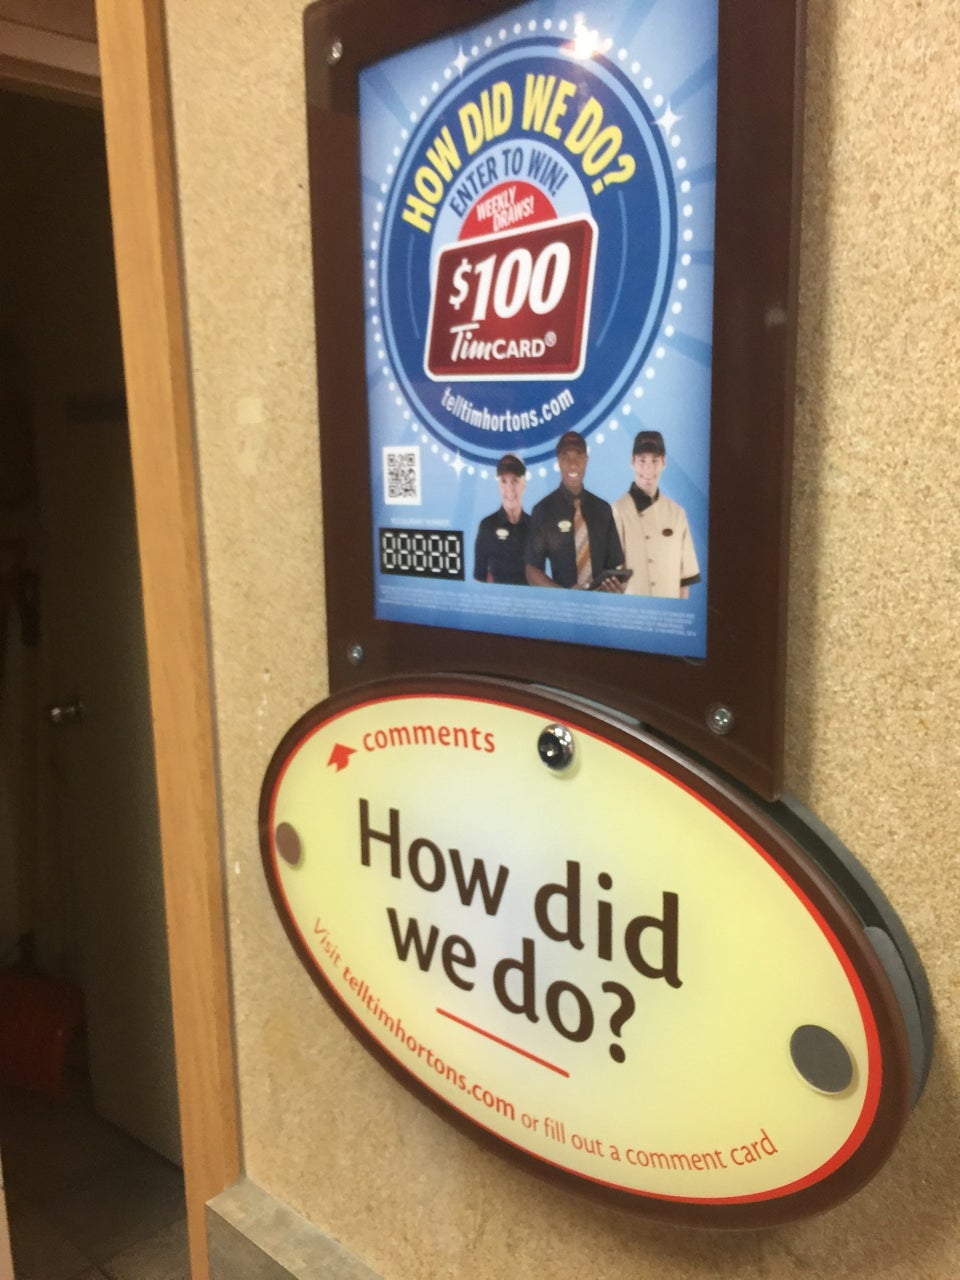 HOW DID WE DO?
ENTER TO WIN!
WEEKLY
DRAWS!
$100
TimCARD®
telltimhortons.com
88888
comments
How did
we do?
Visit telltimhortons.com or fill out a comment card